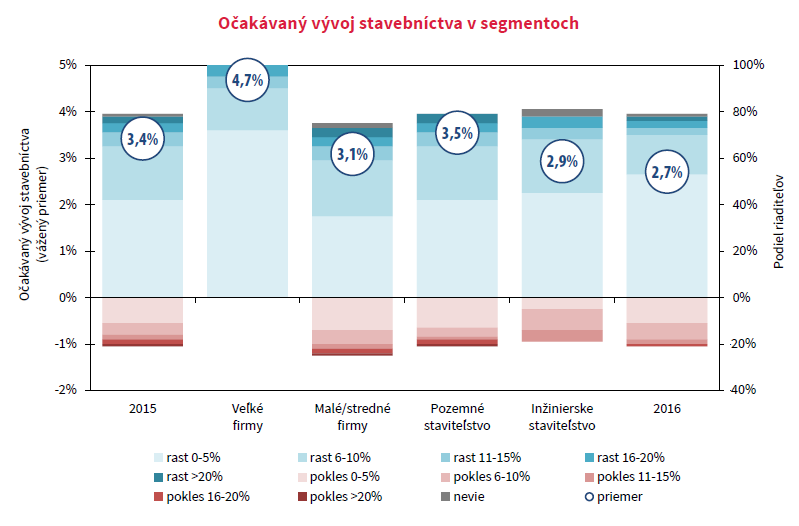 Očakávaný vývoj stavebníctva v segmentoch
Očakávaný vývoj stavebníctva
(vážený priemer)
5%
4%
3%
2%
1%
0%
-1%
-2%
100%
80%
60%
40%
20%
0%
20%
40%
Podiel riaditeľov
3,4%
4,7%
3,1%
3,5%
2,9%
2,7%
2015
Veľké
firmy
Malé/stredné
firmy
Pozemné
staviteľstvo
Inžinierske
staviteľstvo
2016
rast 0-5%
rast 6-10%
rast 11-15%
rast 16-20%
rast >20%
pokles 0-5%
pokles 6-10%
pokles 11-15%
pokles 16-20%
pokles >20%
nevie
priemer